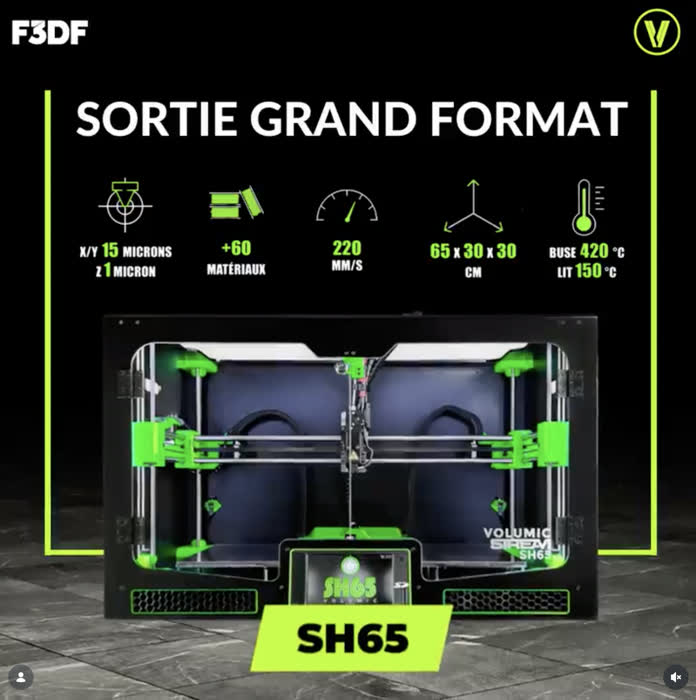 F3DF
SORTIE GRAND FORMAT
X/Y 15 MICRONS
Z 1 MICRON
+60
MATÉRIAUX
220
MM/S
65 X 30 X 30
CM
BUSE 420 °C
LIT 150 °C
VOLUMIC
STREAM
SH65
SH65
VOLUMIC
SH65